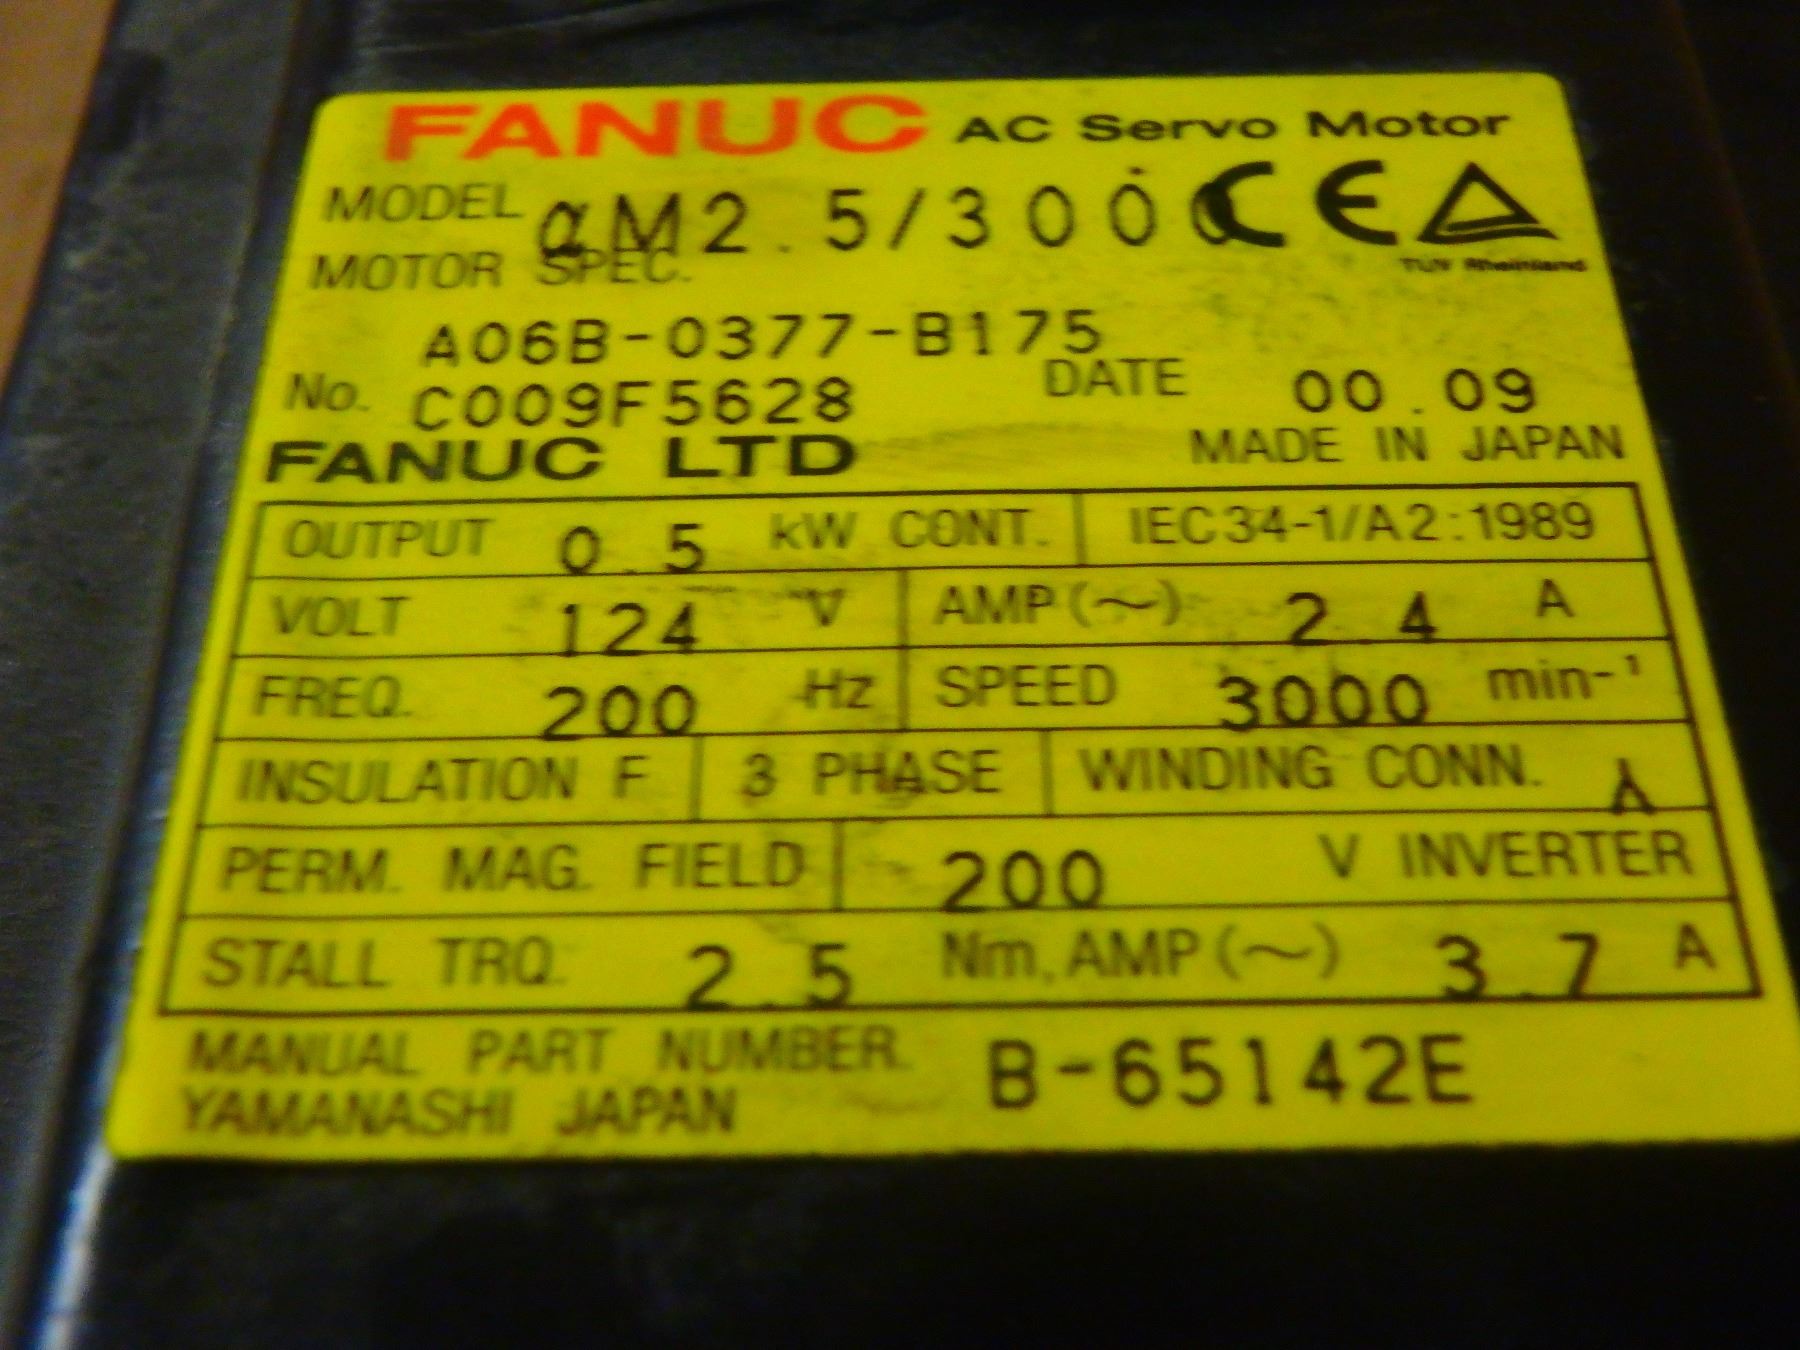 FANUC AC Servo Motor
MODEL αM2.5/3000 CE
TÜV Rheinland
MOTOR SPEC.
A06B-0377-B175
No. C009F5628 DATE 00.09
FANUC LTD MADE IN JAPAN
OUTPUT 0.5 kW CONT. IEC34-1/A2:1989
VOLT 124 V AMP(~) 2.4 A
FREQ. 200 Hz SPEED 3000 min-¹
INSULATION F 3 PHASE WINDING CONN. ⅄
PERM. MAG. FIELD 200 V INVERTER
STALL TRQ. 2.5 Nm, AMP(~) 3.7 A
MANUAL PART NUMBER. B-65142E
YAMANASHI JAPAN